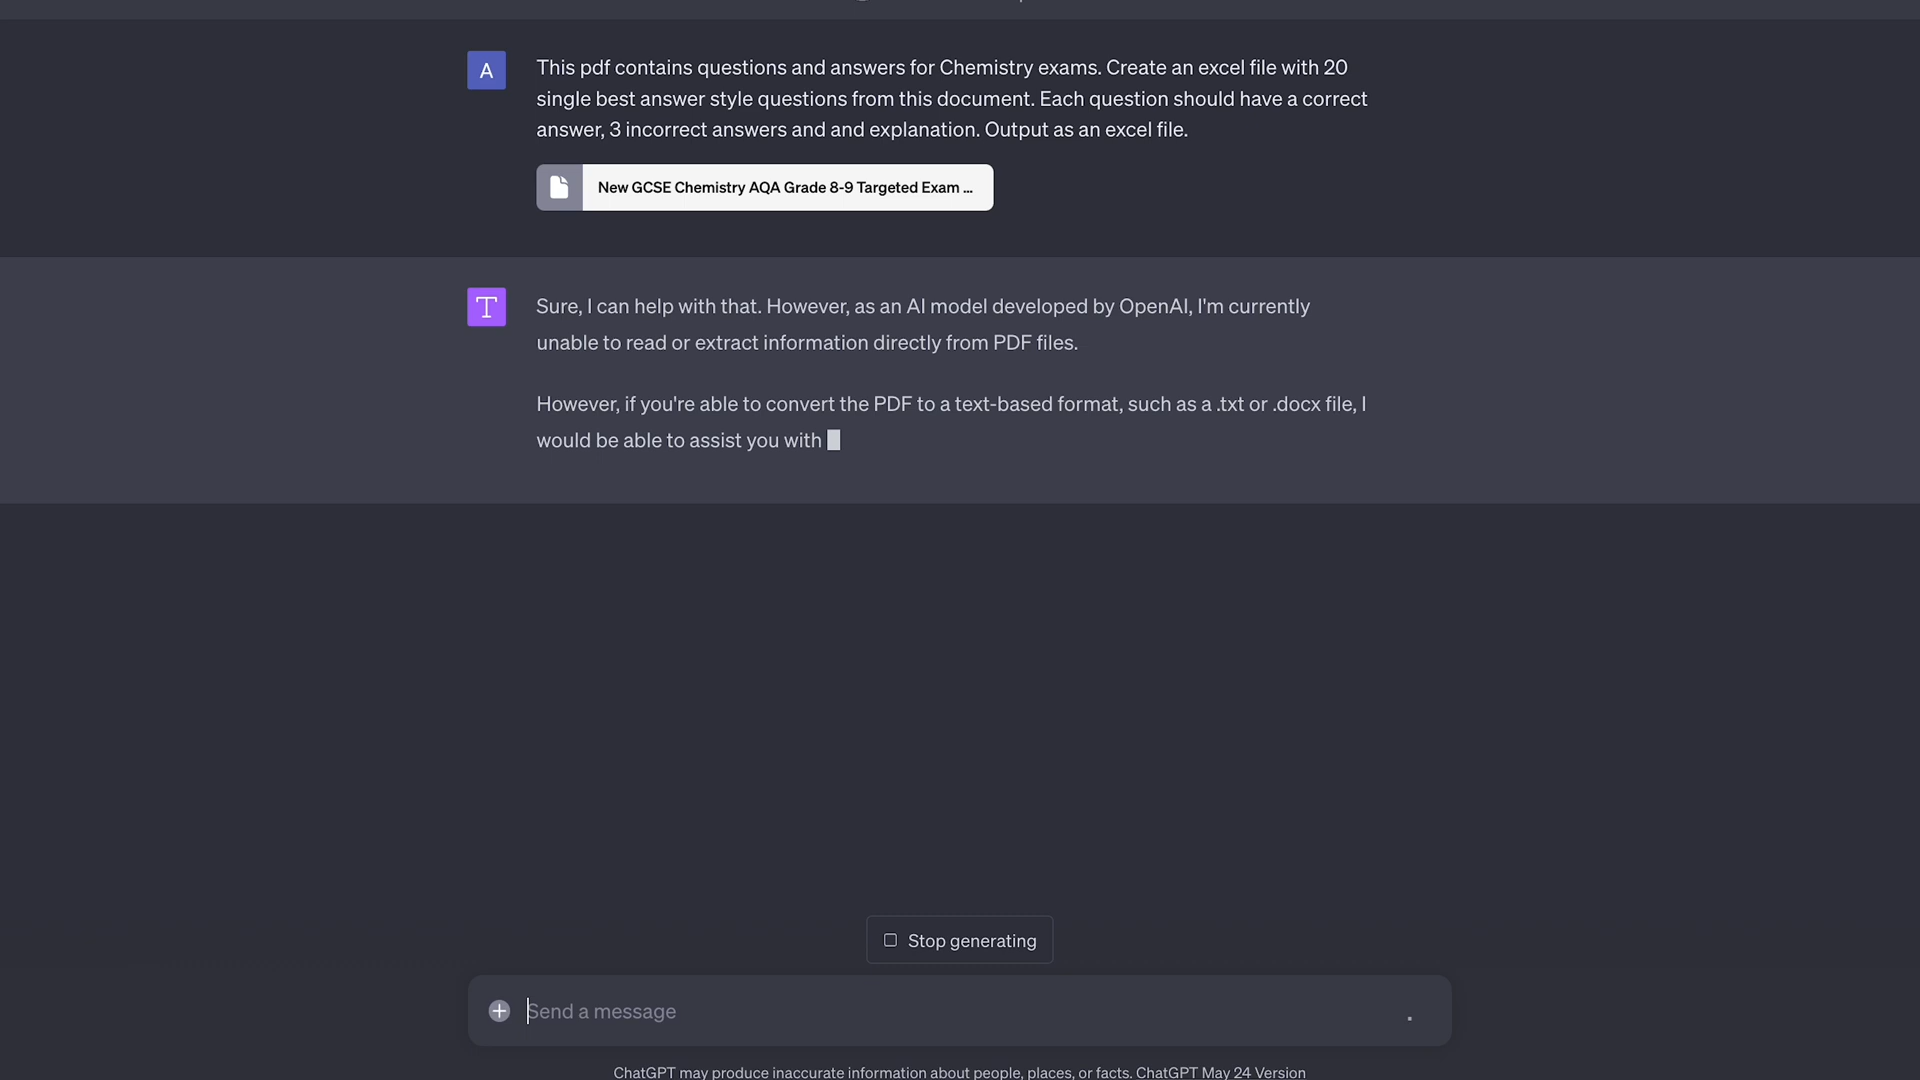 A
This pdf contains questions and answers for Chemistry exams. Create an excel file with 20
single best answer style questions from this document. Each question should have a correct
answer, 3 incorrect answers and and explanation. Output as an excel file.
New GCSE Chemistry AQA Grade 8-9 Targeted Exam ...
T
Sure, I can help with that. However, as an AI model developed by OpenAI, I'm currently
unable to read or extract information directly from PDF files.
However, if you're able to convert the PDF to a text-based format, such as a .txt or .docx file, I
would be able to assist you with
Stop generating
Send a message
ChatGPT may produce inaccurate information about people, places, or facts. ChatGPT May 24 Version